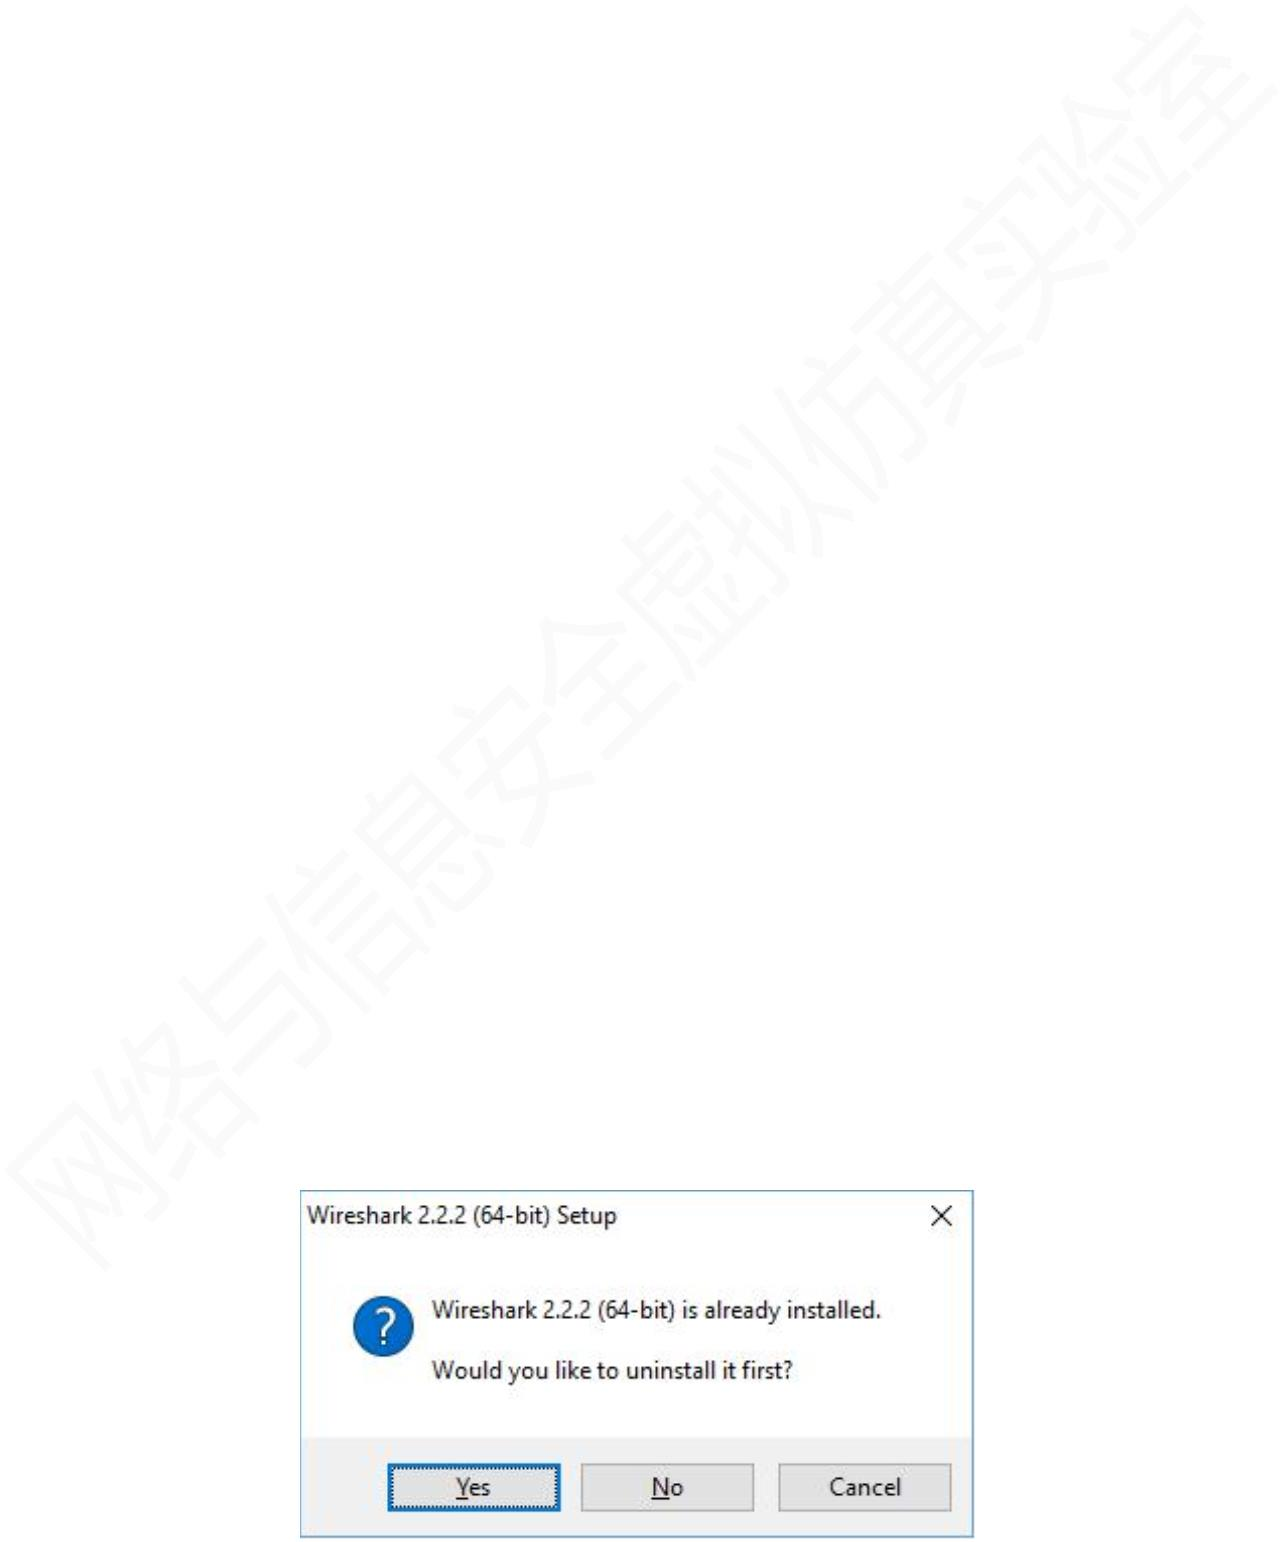 网络与信息安全虚拟仿真实验室
Wireshark 2.2.2 (64-bit) Setup
Wireshark 2.2.2 (64-bit) is already installed.
Would you like to uninstall it first?
Yes
No
Cancel